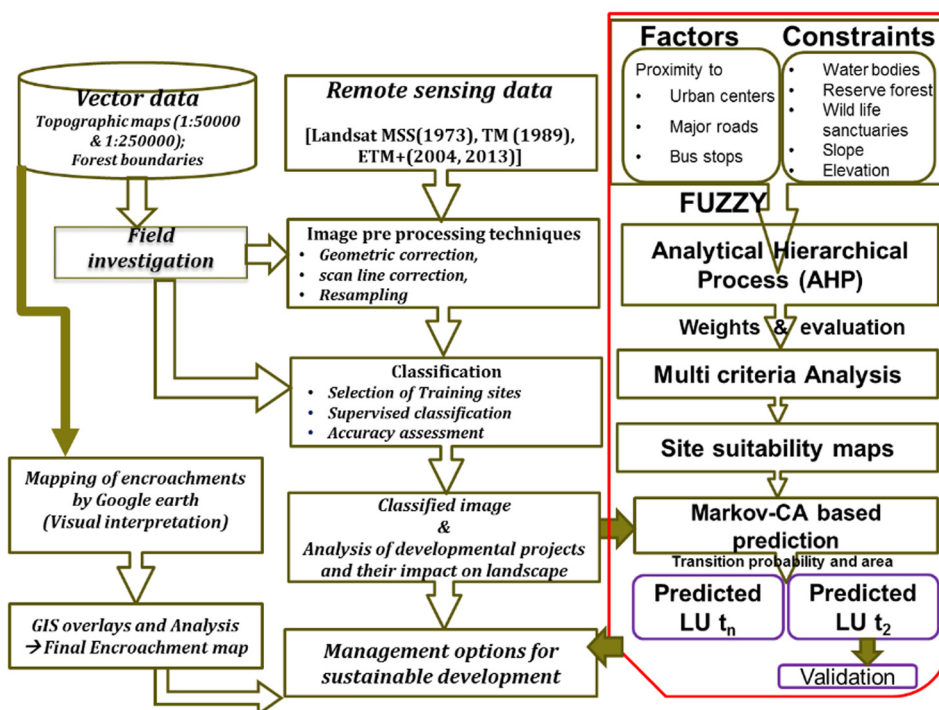 Vector data
Topographic maps (1:50000
& 1:250000);
Forest boundaries
Field
investigation
Mapping of encroachments
by Google earth
(Visual interpretation)
GIS overlays and Analysis
→Final Encroachment map
Remote sensing data
[Landsat MSS(1973), TM (1989),
ETM+(2004, 2013)]
Image pre processing techniques
• Geometric correction,
• scan line correction,
• Resampling
Classification
• Selection of Training sites
• Supervised classification
• Accuracy assessment
Classified image
&
Analysis of developmental projects
and their impact on landscape
Management options for
sustainable development
Factors
Proximity to
• Urban centers
• Major roads
• Bus stops
Constraints
• Water bodies
• Reserve forest
• Wild life
sanctuaries
• Slope
• Elevation
FUZZY
Analytical Hierarchical
Process (AHP)
Weights & evaluation
Multi criteria Analysis
Site suitability maps
Markov-CA based
prediction
Transition probability and area
Predicted
LU tn
Predicted
LU t2
Validation